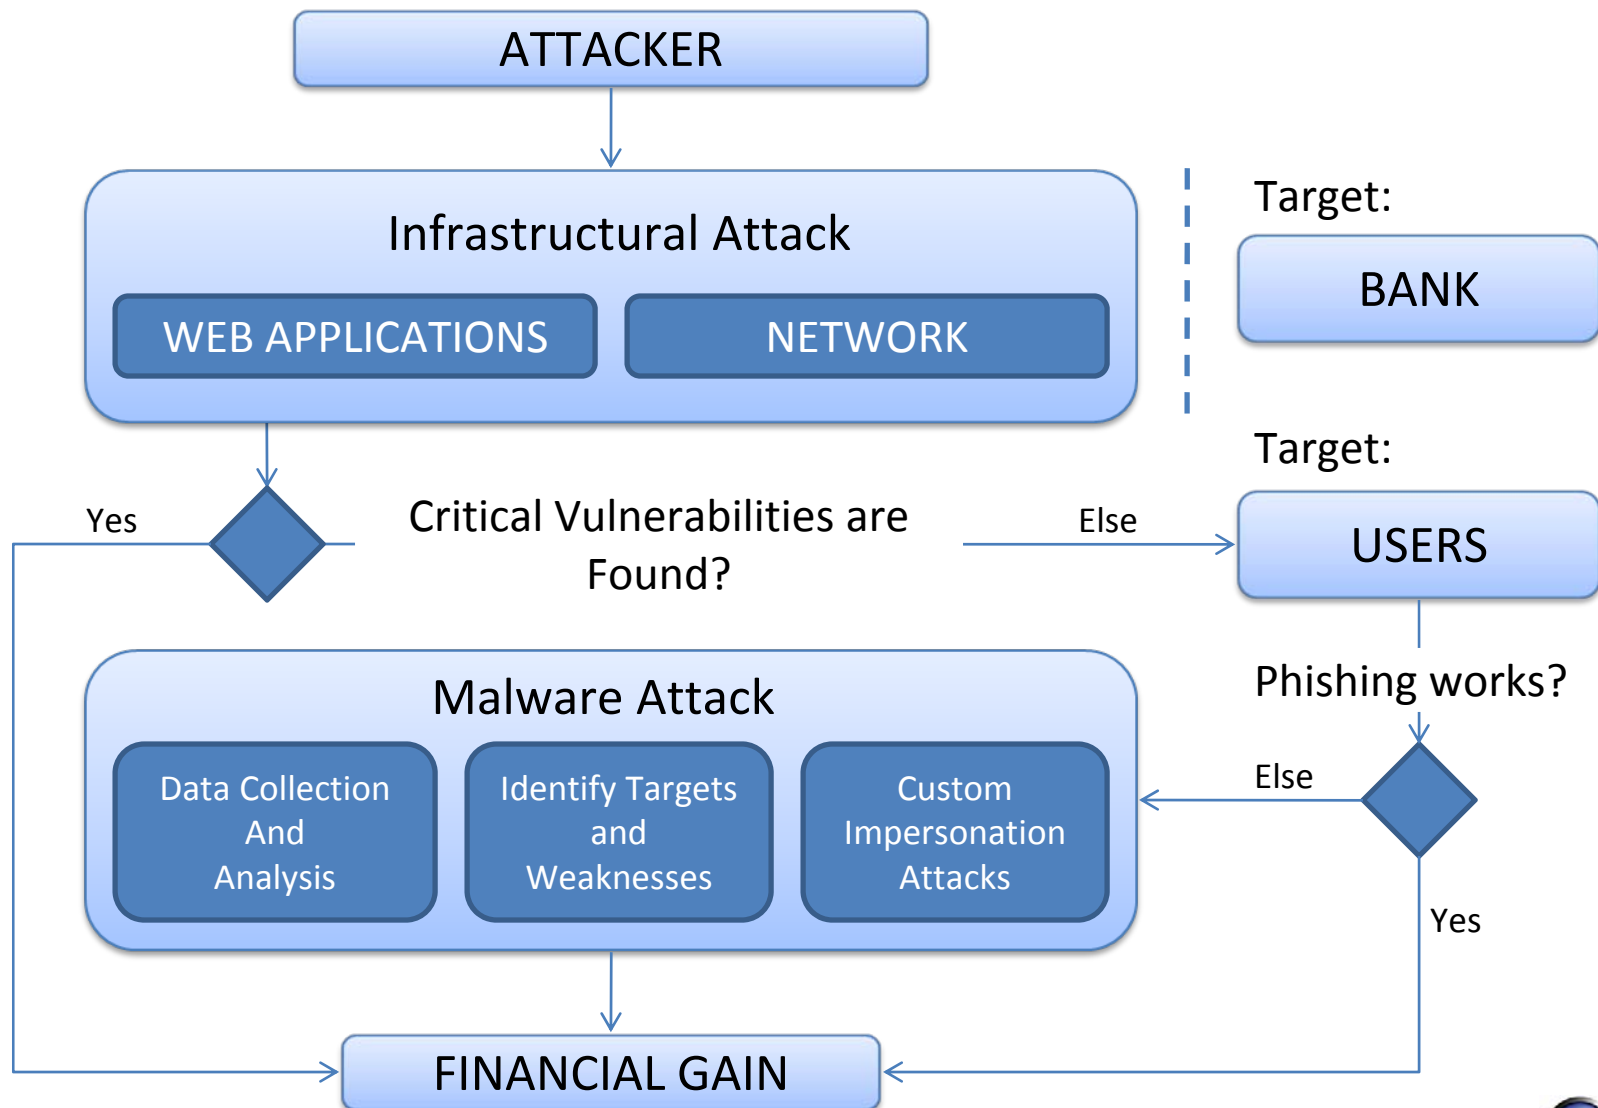 ATTACKER
Infrastructural Attack
WEB APPLICATIONS
NETWORK
Target:
BANK
Target:
USERS
Yes
Critical Vulnerabilities are
Found?
Else
Phishing works?
Else
Yes
Malware Attack
Data Collection
And
Analysis
Identify Targets
and
Weaknesses
Custom
Impersonation
Attacks
FINANCIAL GAIN